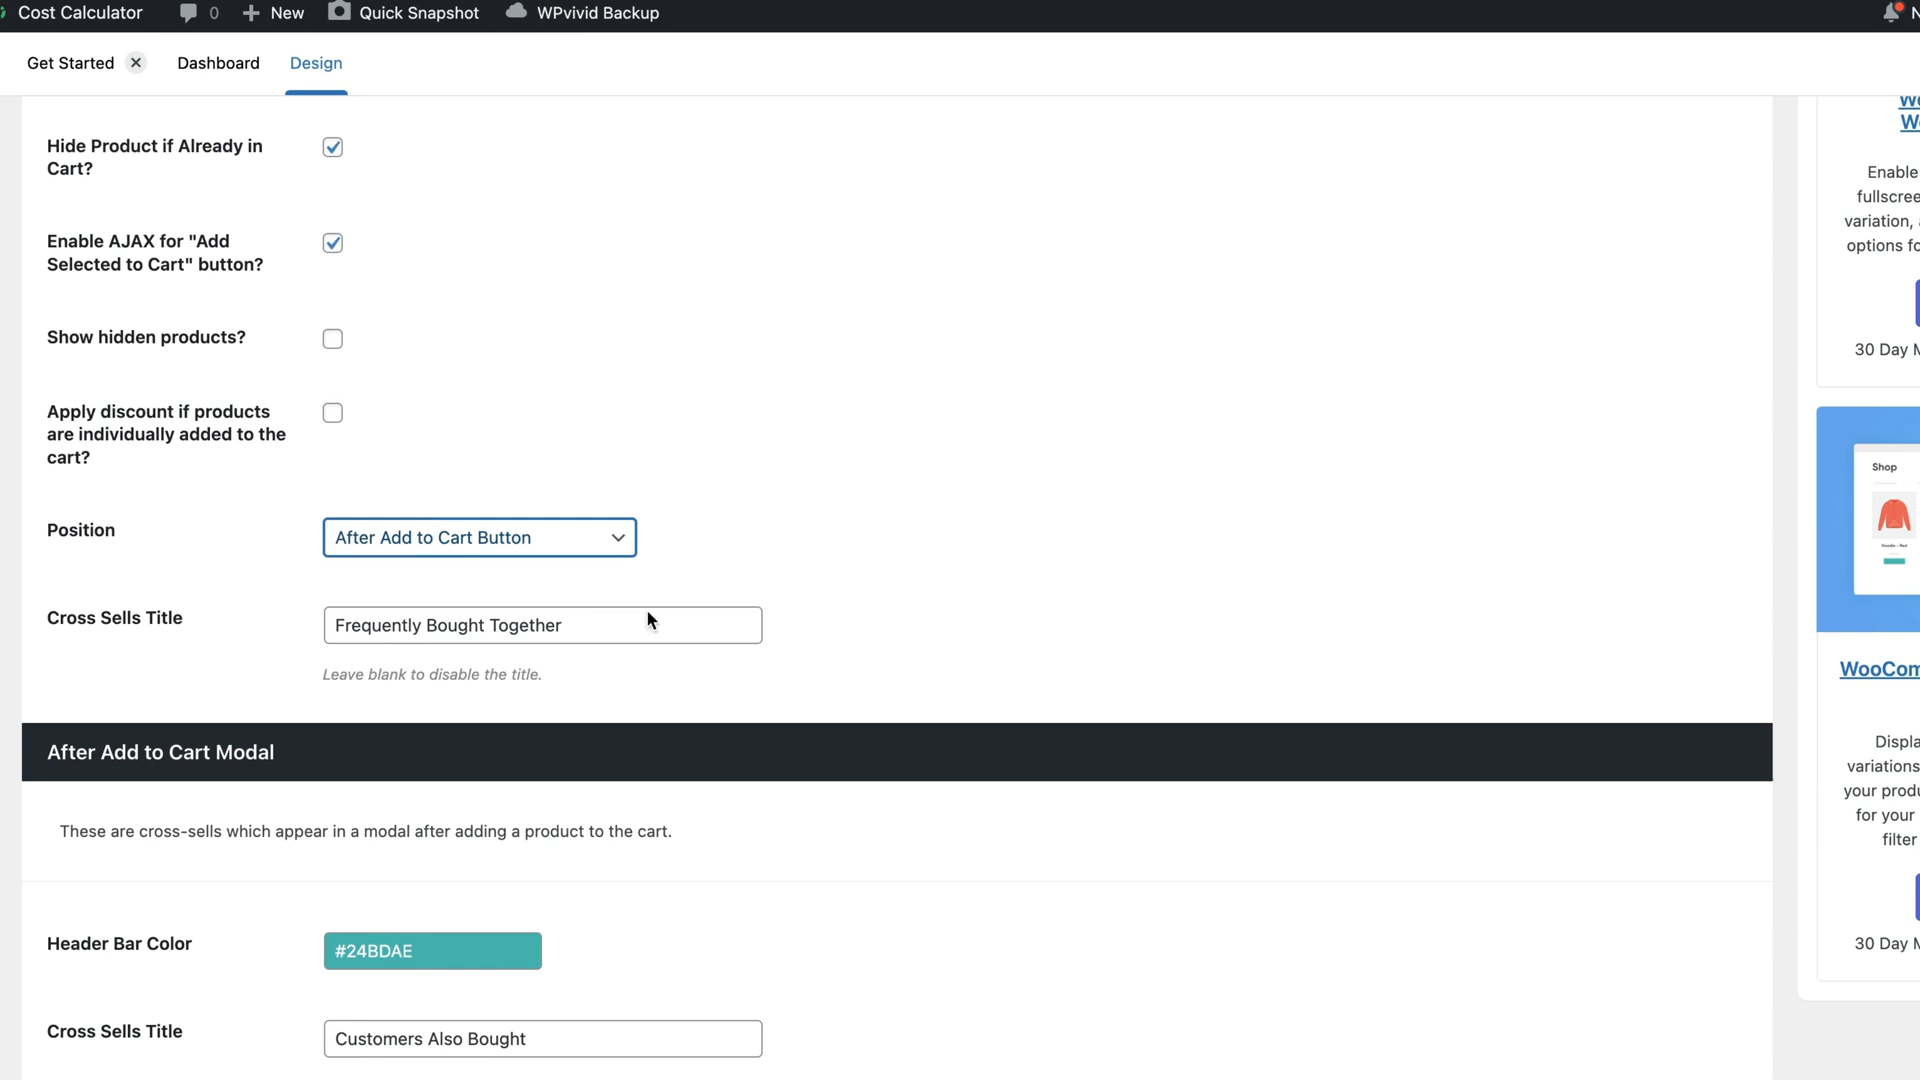 Cost Calculator 0 New Quick Snapshot WPvivid Backup
Get Started Dashboard Design
Hide Product if Already in
Cart?
Enable AJAX for "Add
Selected to Cart" button?
Show hidden products?
Apply discount if products
are individually added to the
cart?
Position
After Add to Cart Button
Cross Sells Title
Frequently Bought Together
Leave blank to disable the title.
After Add to Cart Modal
These are cross-sells which appear in a modal after adding a product to the cart.
Header Bar Color
#24BDAE
Cross Sells Title
Customers Also Bought
Enable
fullscree
variation,
options fo
30 Day
Shop
WooCom
Displa
variations
your produ
for your
filter
30 Day